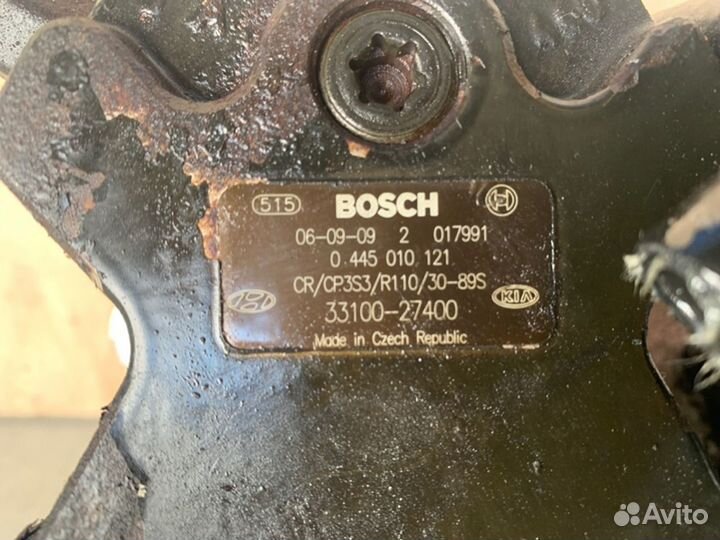 515 BOSCH
06-09-09 2 017991
0 445 010 121
CR/CP3S3/R110/30-89S
KIA
33100-27400
Made in Czech Republic
Avito